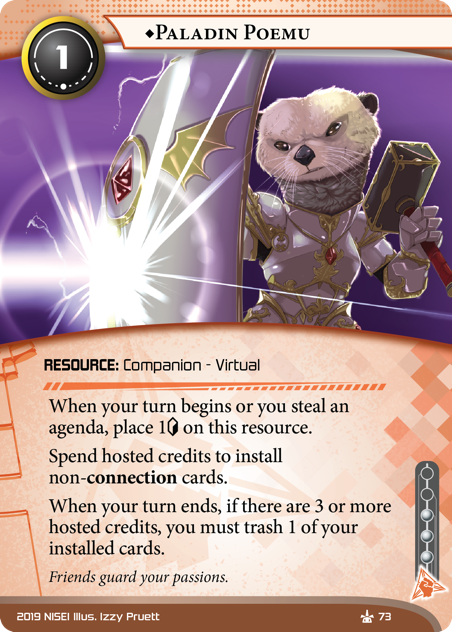 1
♦Paladin Poemu
RESOURCE: Companion - Virtual
When your turn begins or you steal an
agenda, place 1 on this resource.
Spend hosted credits to install
non-connection cards.
When your turn ends, if there are 3 or more
hosted credits, you must trash 1 of your
installed cards.
Friends guard your passions.
2019 NISEI Illus. Izzy Pruett
73